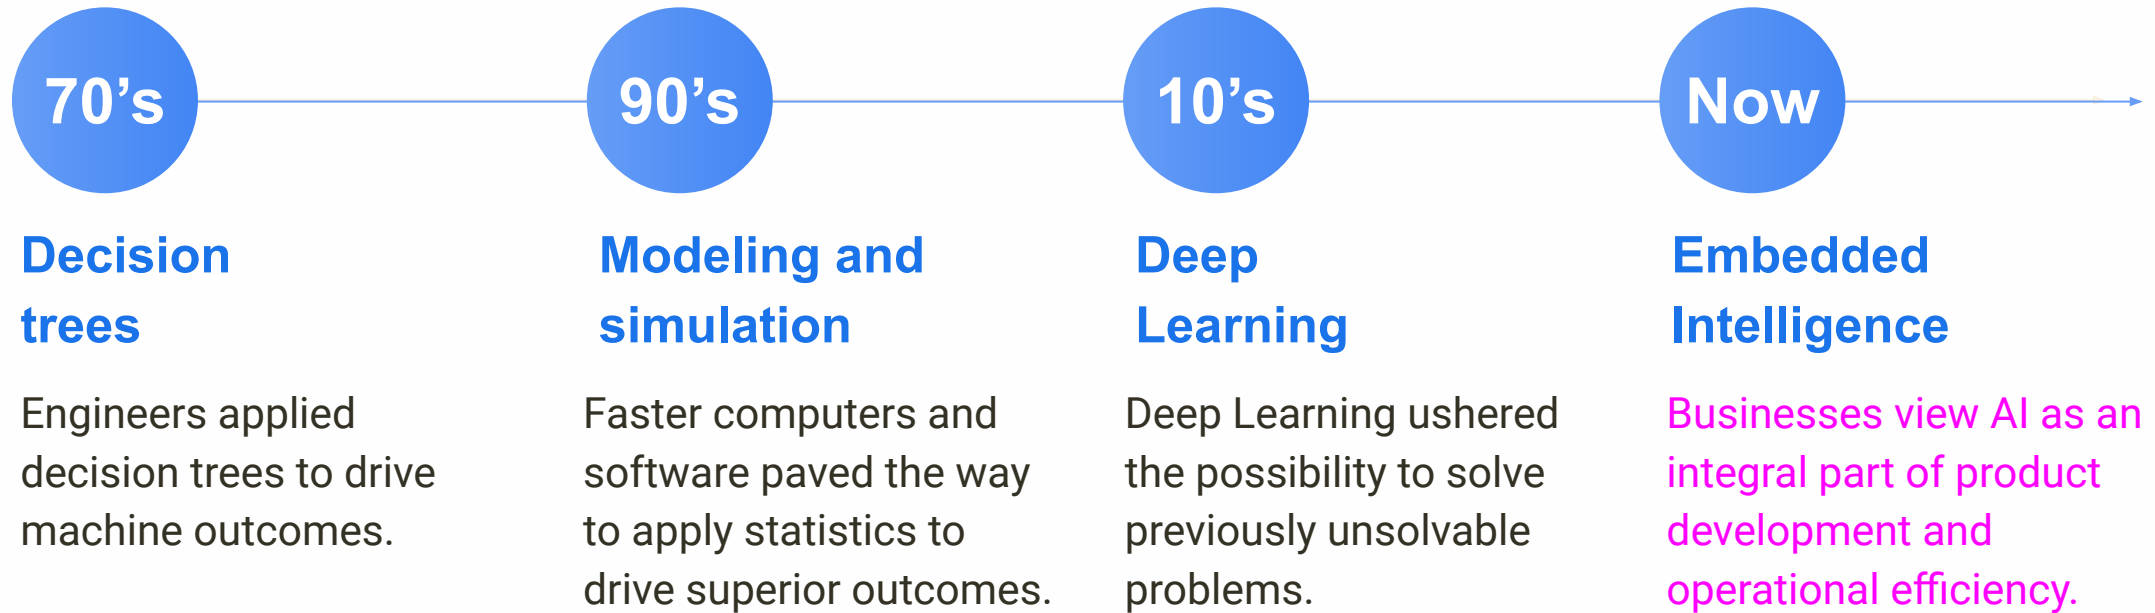 70’s
90’s
10’s
Now
Decision
trees
Engineers applied
decision trees to drive
machine outcomes.
Modeling and
simulation
Faster computers and
software paved the way
to apply statistics to
drive superior outcomes.
Deep
Learning
Deep Learning ushered
the possibility to solve
previously unsolvable
problems.
Embedded
Intelligence
Businesses view AI as an
integral part of product
development and
operational efficiency.